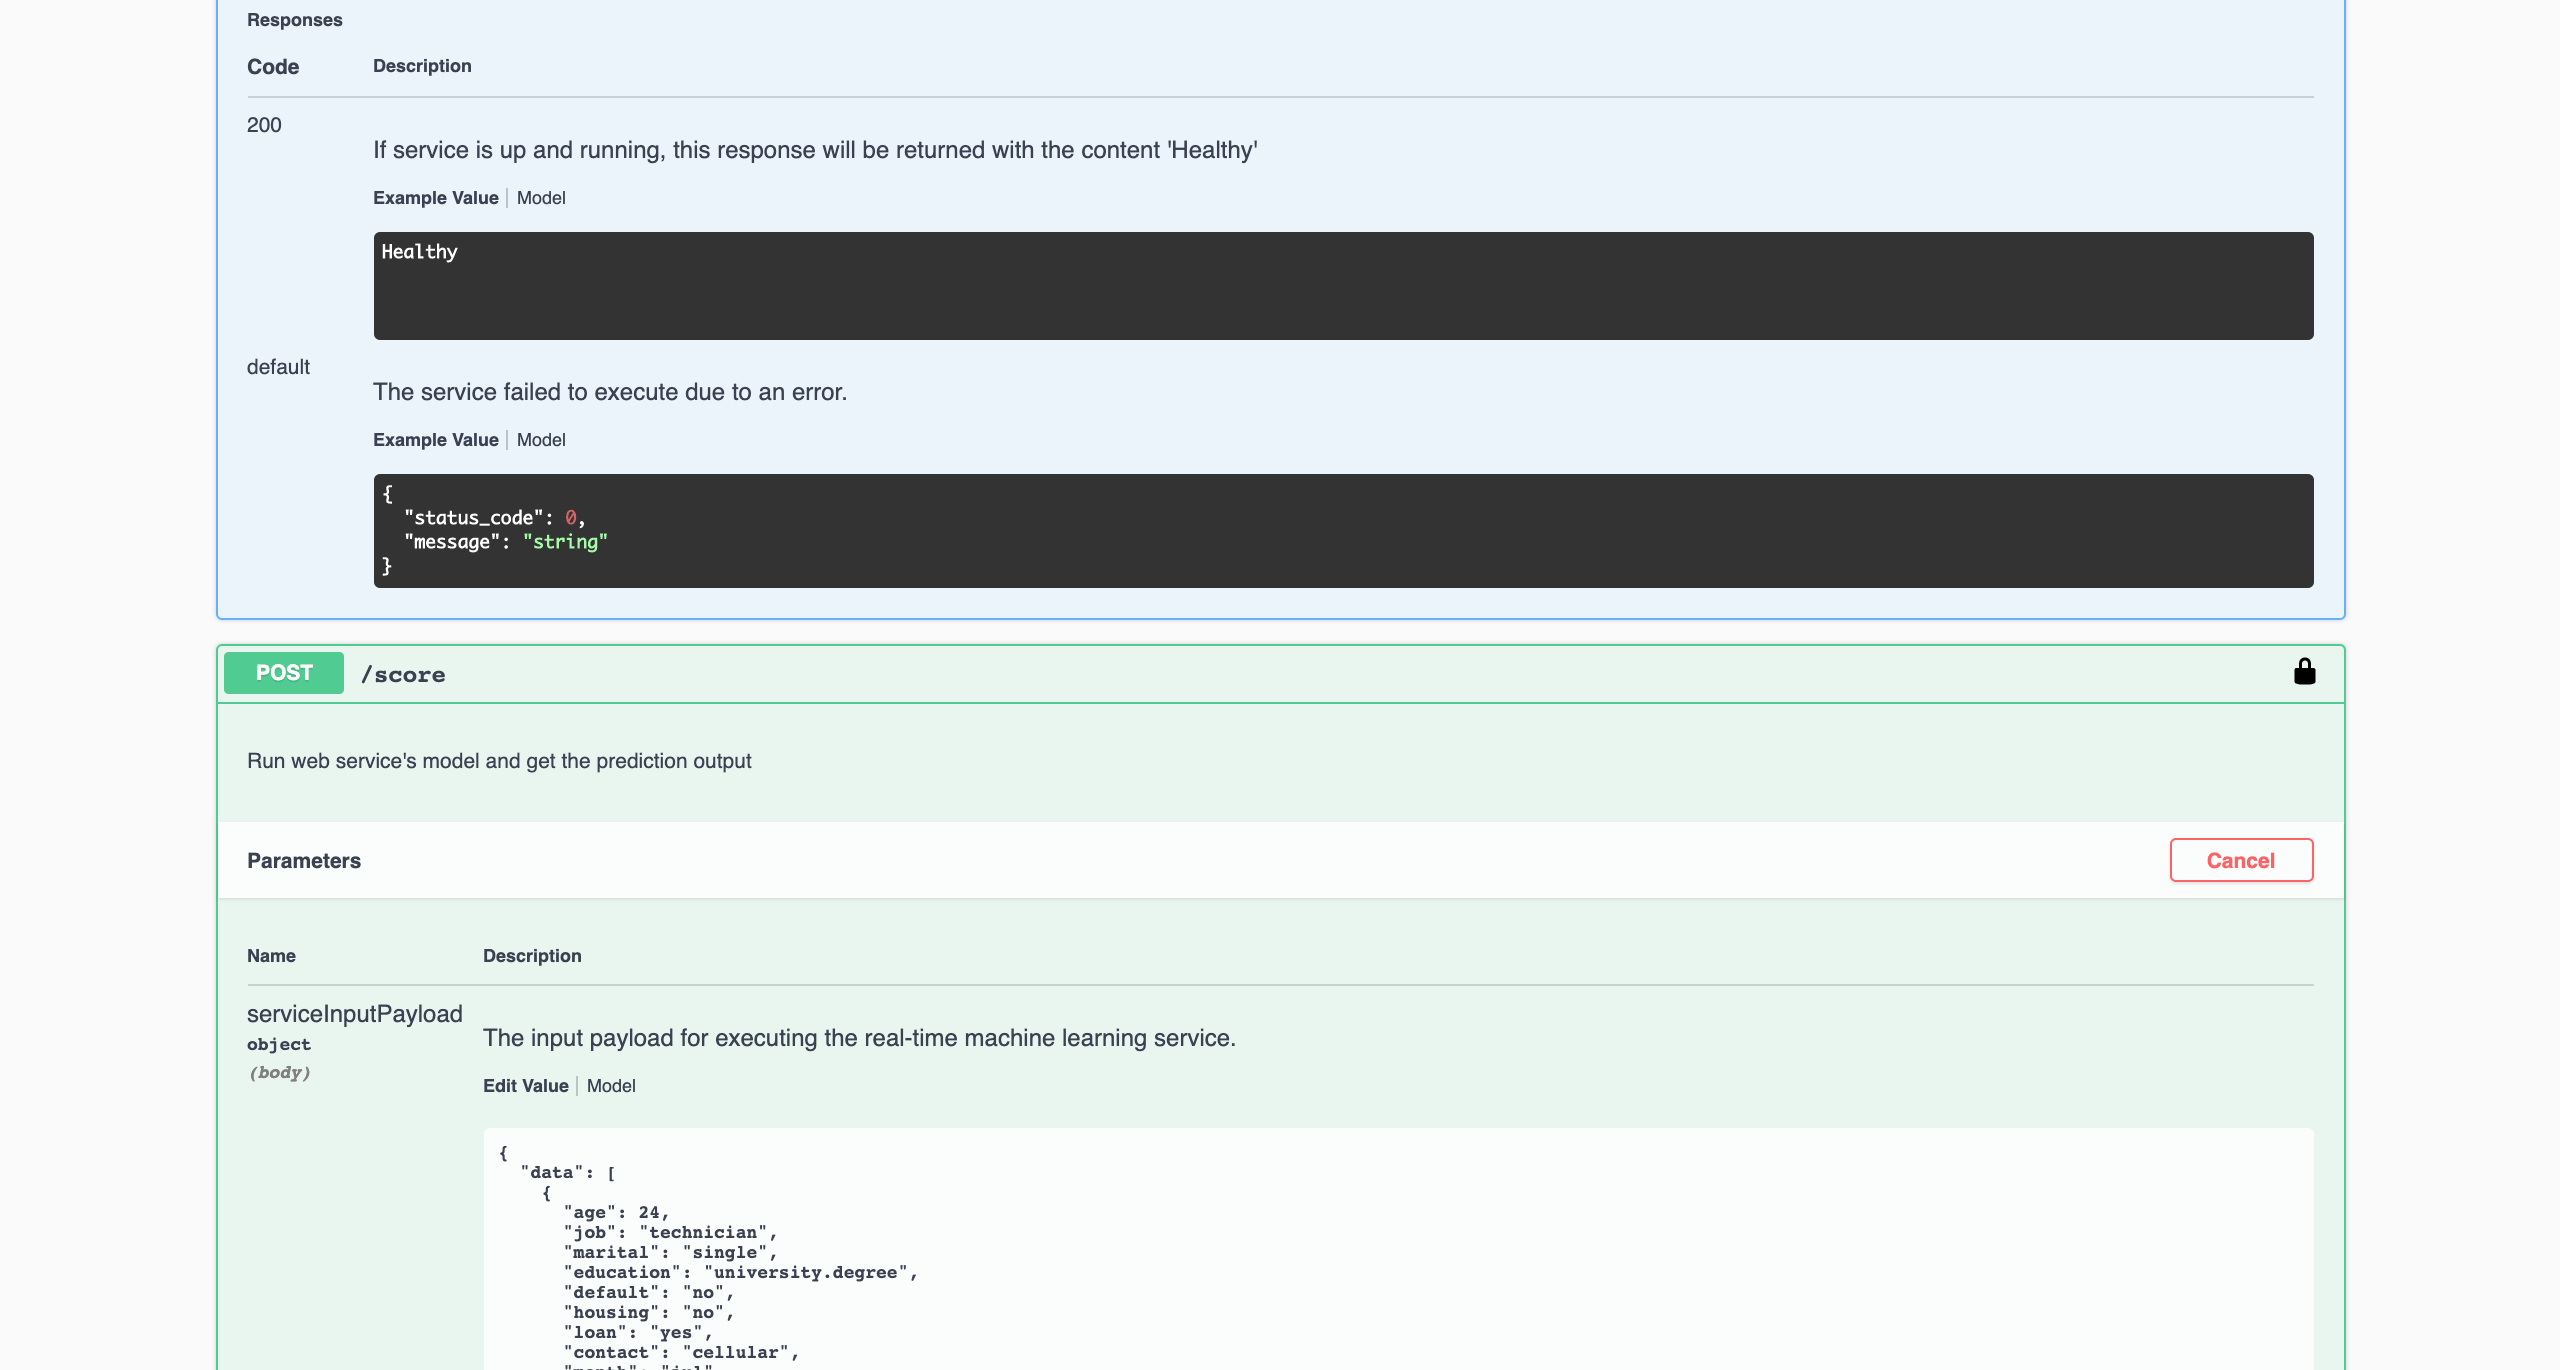 Responses
Code Description
200
If service is up and running, this response will be returned with the content 'Healthy'
Example Value Model
Healthy
default
The service failed to execute due to an error.
Example Value Model
{
"status_code": 0,
"message": "string"
}
POST /score
Run web service's model and get the prediction output
Parameters Cancel
Name Description
serviceInputPayload
object
(body)
The input payload for executing the real-time machine learning service.
Edit Value Model
{
"data": [
{
"age": 24,
"job": "technician",
"marital": "single",
"education": "university.degree",
"default": "no",
"housing": "no",
"loan": "yes",
"contact": "cellular",